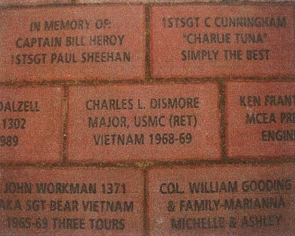 IN MEMORY OF:
CAPTAIN BILL HEROY
1STSGT PAUL SHEEHAN
1STSGT C CUNNINGHAM
"CHARLIE TUNA"
SIMPLY THE BEST
DALZELL
1302
989
CHARLES L. DISMORE
MAJOR, USMC (RET)
VIETNAM 1968-69
KEN FRANT
MCEA PR
ENGIN
JOHN WORKMAN 1371
AKA SGT BEAR VIETNAM
1965-69 THREE TOURS
COL. WILLIAM GOODING
& FAMILY-MARIANNA
MICHELLE & ASHLEY